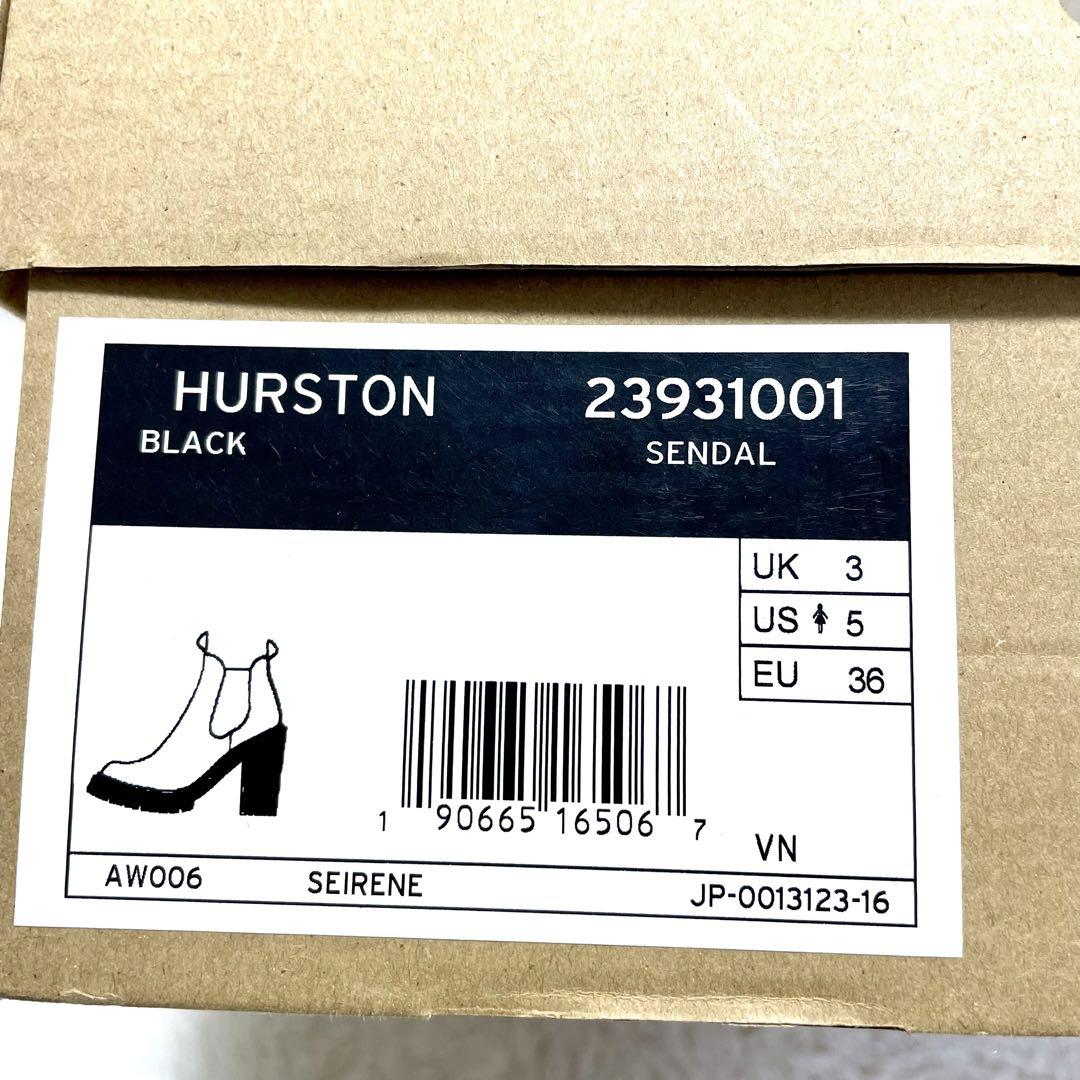 HURSTON 23931001
BLACK SENDAL
UK 3
US 5
EU 36
1 90665 16506 7
VN
AW006 SEIRENE JP-0013123-16